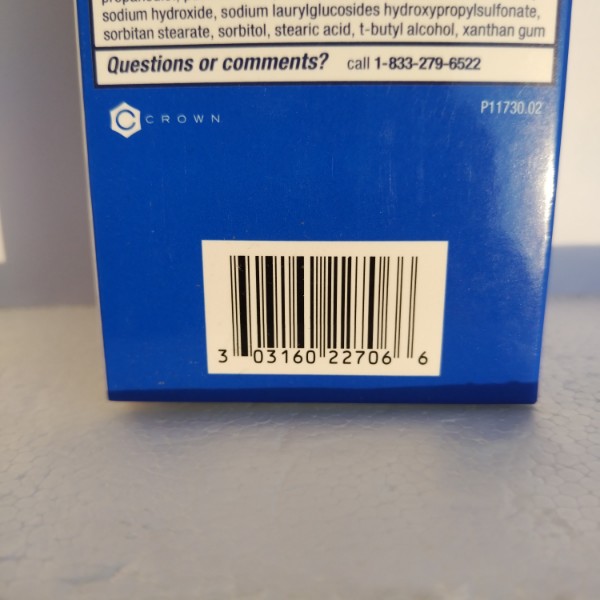 sodium hydroxide, sodium laurylglucosides hydroxypropylsulfonate,
sorbitan stearate, sorbitol, stearic acid, t-butyl alcohol, xanthan gum
Questions or comments? call 1-833-279-6522
C CROWN
P11730.02
3 03160 22706 6